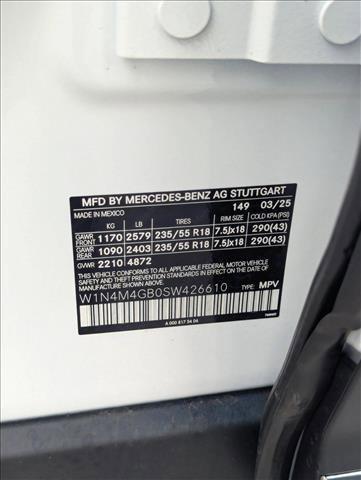 MFD BY MERCEDES-BENZ AG STUTTGART
MADE IN MEXICO 149 03/25
KG LB TIRES RIM SIZE COLD KPA (PSI)
GAWR FRONT 1170 2579 235/55 R18 7.5Jx18 290(43)
GAWR REAR 1090 2403 235/55 R18 7.5Jx18 290(43)
GVWR 2210 4872
THIS VEHICLE CONFORMS TO ALL APPLICABLE U.S. FEDERAL MOTOR VEHICLE
SAFETY, BUMPER, AND THEFT PREVENTION STANDARDS IN EFFECT
ON THE DATE OF MANUFACTURE SHOWN ABOVE.
W1N4M4GB0SW426610
TYPE: MPV
A 000 817 54 06